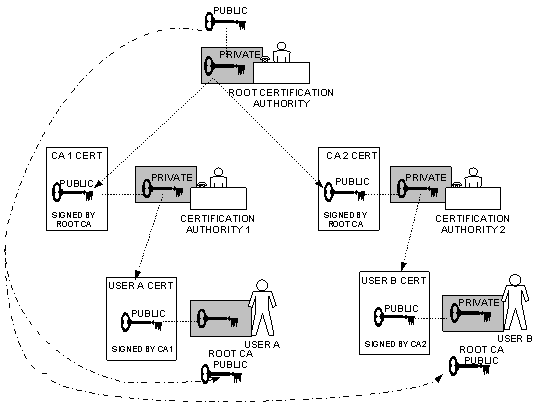 PUBLIC
PRIVATE
ROOT CERTIFICATION
AUTHORITY
CA 1 CERT
PUBLIC
SIGNED BY
ROOT CA
PRIVATE
CERTIFICATION
AUTHORITY 1
CA 2 CERT
PUBLIC
SIGNED BY
ROOT CA
PRIVATE
CERTIFICATION
AUTHORITY 2
USER A CERT
PUBLIC
SIGNED BY CA1
USER A
ROOT CA
PUBLIC
USER B CERT
PUBLIC
SIGNED BY CA2
PRIVATE
USER B
ROOT CA
PUBLIC